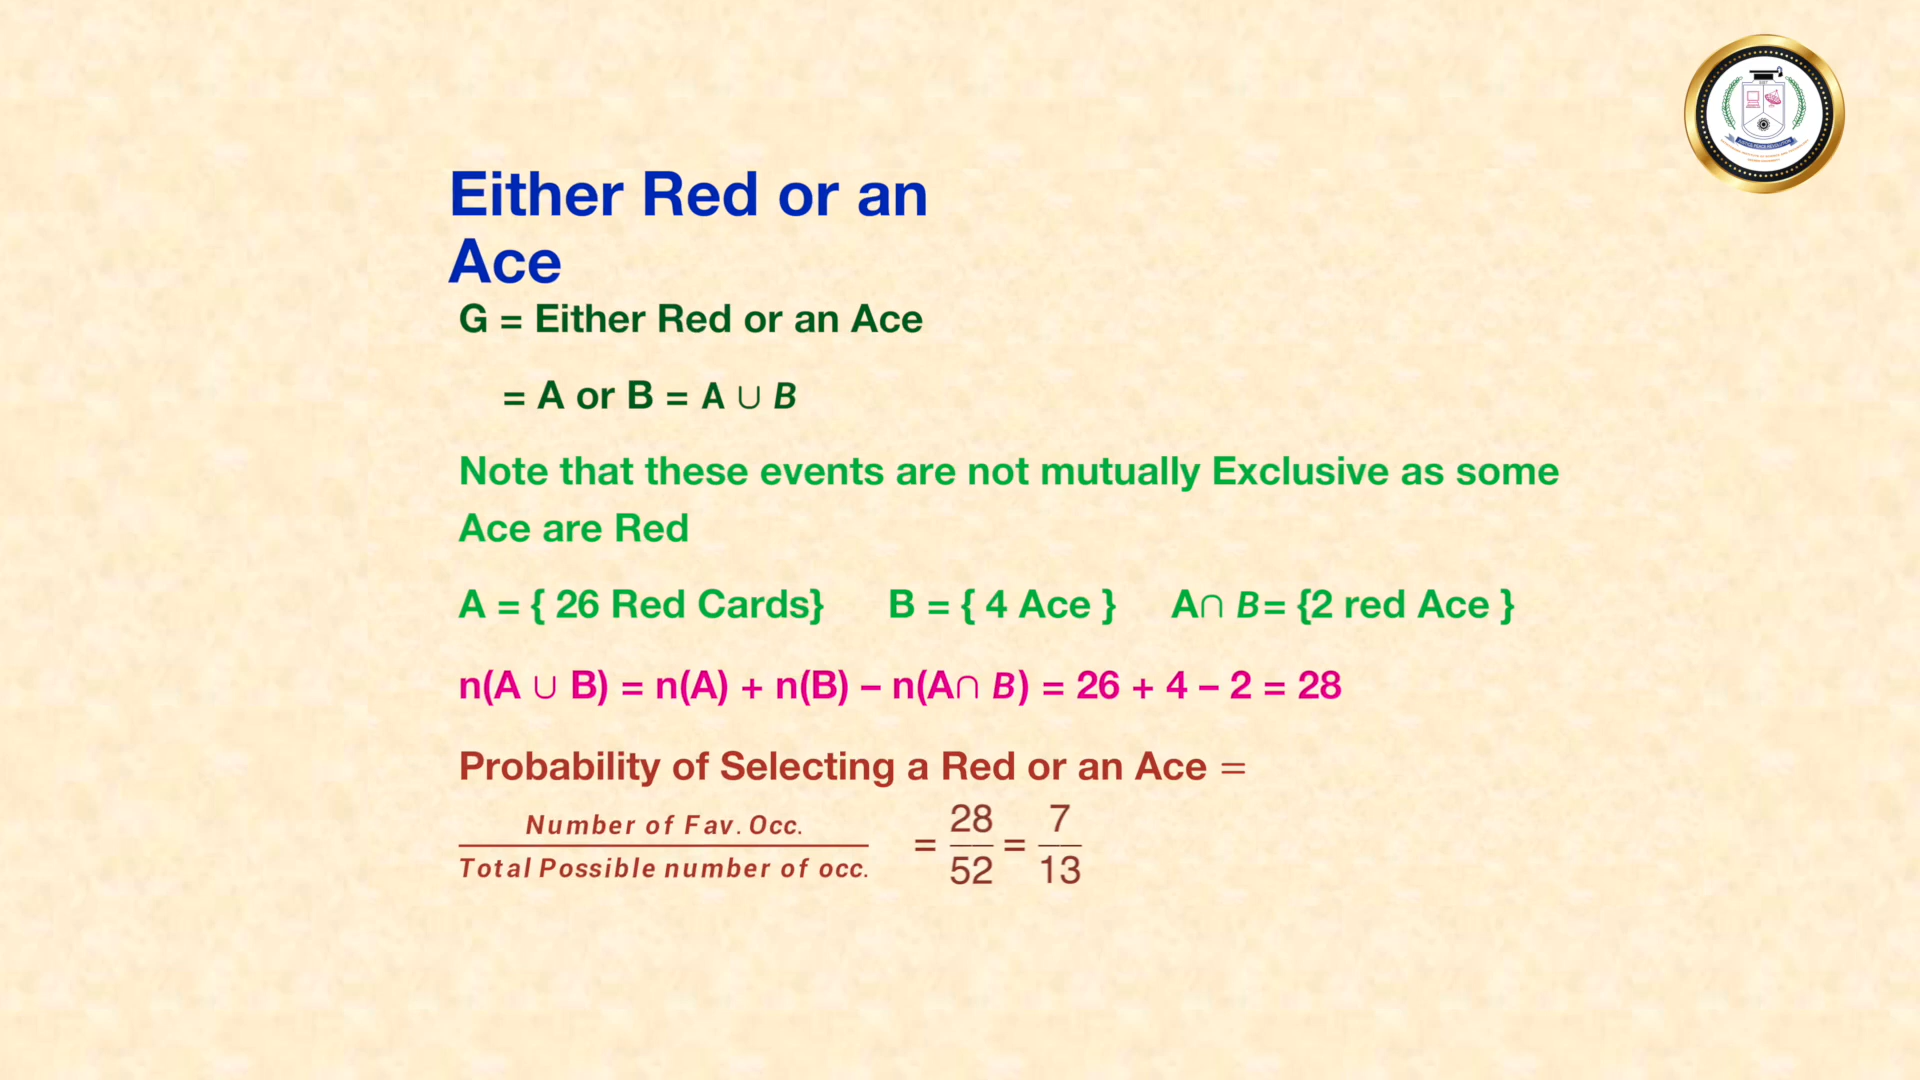 Either Red or an
Ace
G = Either Red or an Ace
= A or B = A ∪ B
Note that these events are not mutually Exclusive as some
Ace are Red
A = { 26 Red Cards} B = { 4 Ace } A∩ B= {2 red Ace }
n(A ∪ B) = n(A) + n(B) – n(A∩ B) = 26 + 4 – 2 = 28
Probability of Selecting a Red or an Ace =
Number of Fav. Occ. / Total Possible number of occ. = 28/52 = 7/13